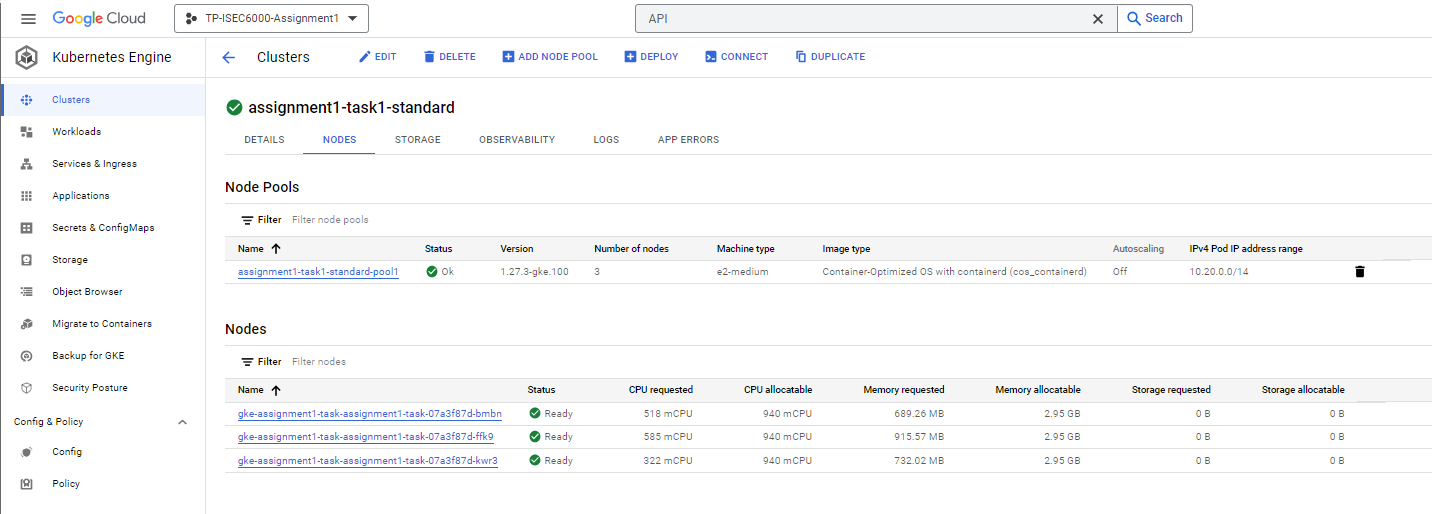 Google Cloud TP-ISEC6000-Assignment1 API Search
Kubernetes Engine
Clusters EDIT DELETE ADD NODE POOL DEPLOY CONNECT DUPLICATE
Clusters
Workloads
Services & Ingress
Applications
Secrets & ConfigMaps
Storage
Object Browser
Migrate to Containers
Backup for GKE
Security Posture
Config & Policy
Config
Policy
assignment1-task1-standard
DETAILS NODES STORAGE OBSERVABILITY LOGS APP ERRORS
Node Pools
Filter Filter node pools
Name Status Version Number of nodes Machine type Image type Autoscaling IPv4 Pod IP address range
assignment1-task1-standard-pool1 Ok 1.27.3-gke.100 3 e2-medium Container-Optimized OS with containerd (cos_containerd) Off 10.20.0.0/14
Nodes
Filter Filter nodes
Name Status CPU requested CPU allocatable Memory requested Memory allocatable Storage requested Storage allocatable
gke-assignment1-task-assignment1-task-07a3f87d-bmbn Ready 518 mCPU 940 mCPU 689.26 MB 2.95 GB 0 B 0 B
gke-assignment1-task-assignment1-task-07a3f87d-ffk9 Ready 585 mCPU 940 mCPU 915.57 MB 2.95 GB 0 B 0 B
gke-assignment1-task-assignment1-task-07a3f87d-kwr3 Ready 322 mCPU 940 mCPU 732.02 MB 2.95 GB 0 B 0 B